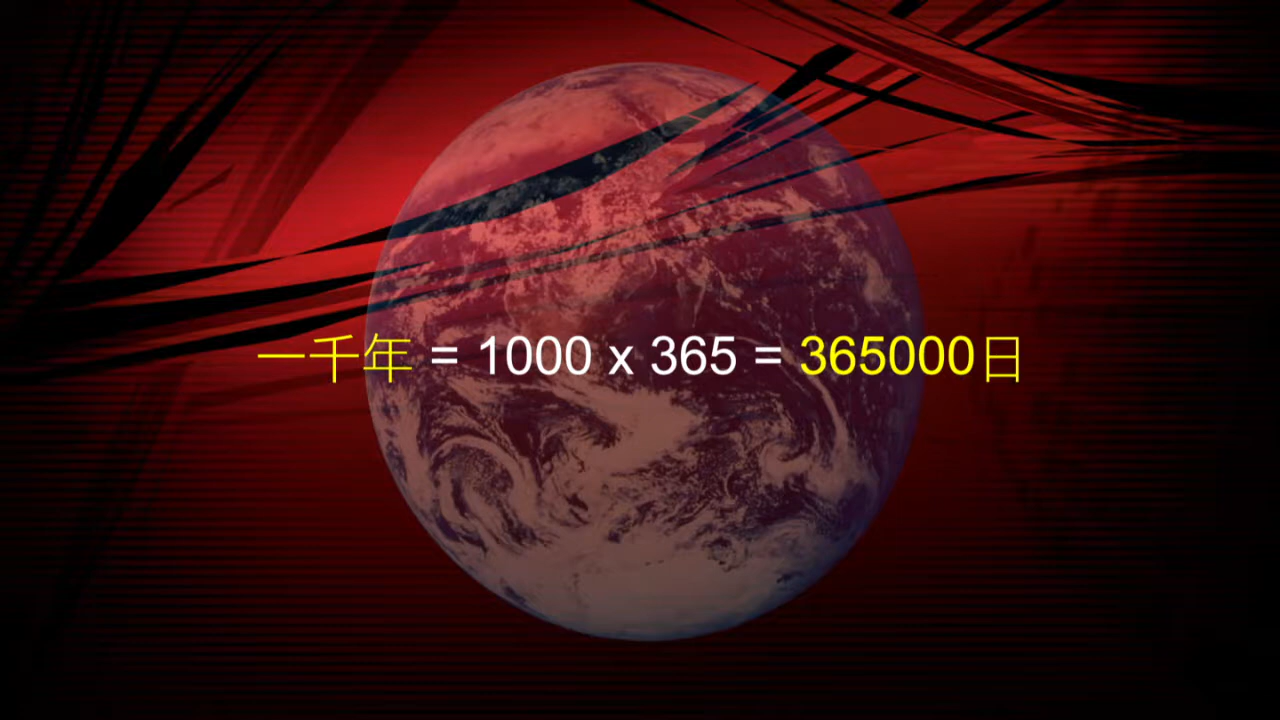 一千年 = 1000 x 365 = 365000日